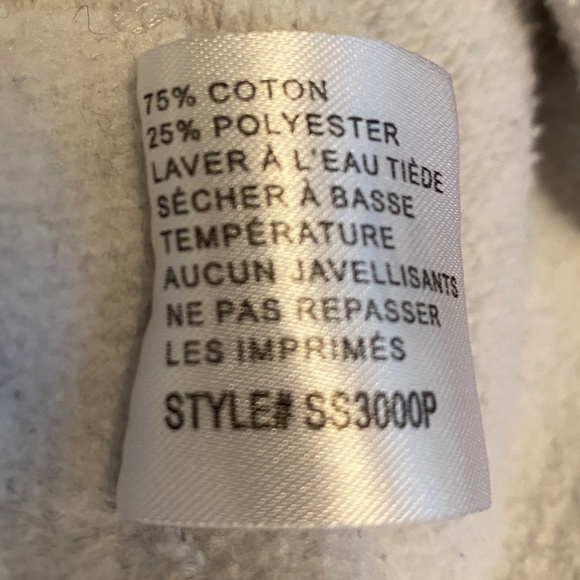 75% COTON
25% POLYESTER
LAVER À L'EAU TIÈDE
SÉCHER À BASSE
TEMPÉRATURE
AUCUN JAVELLISANTS
NE PAS REPASSER
LES IMPRIMÉS
STYLE# SS3000P